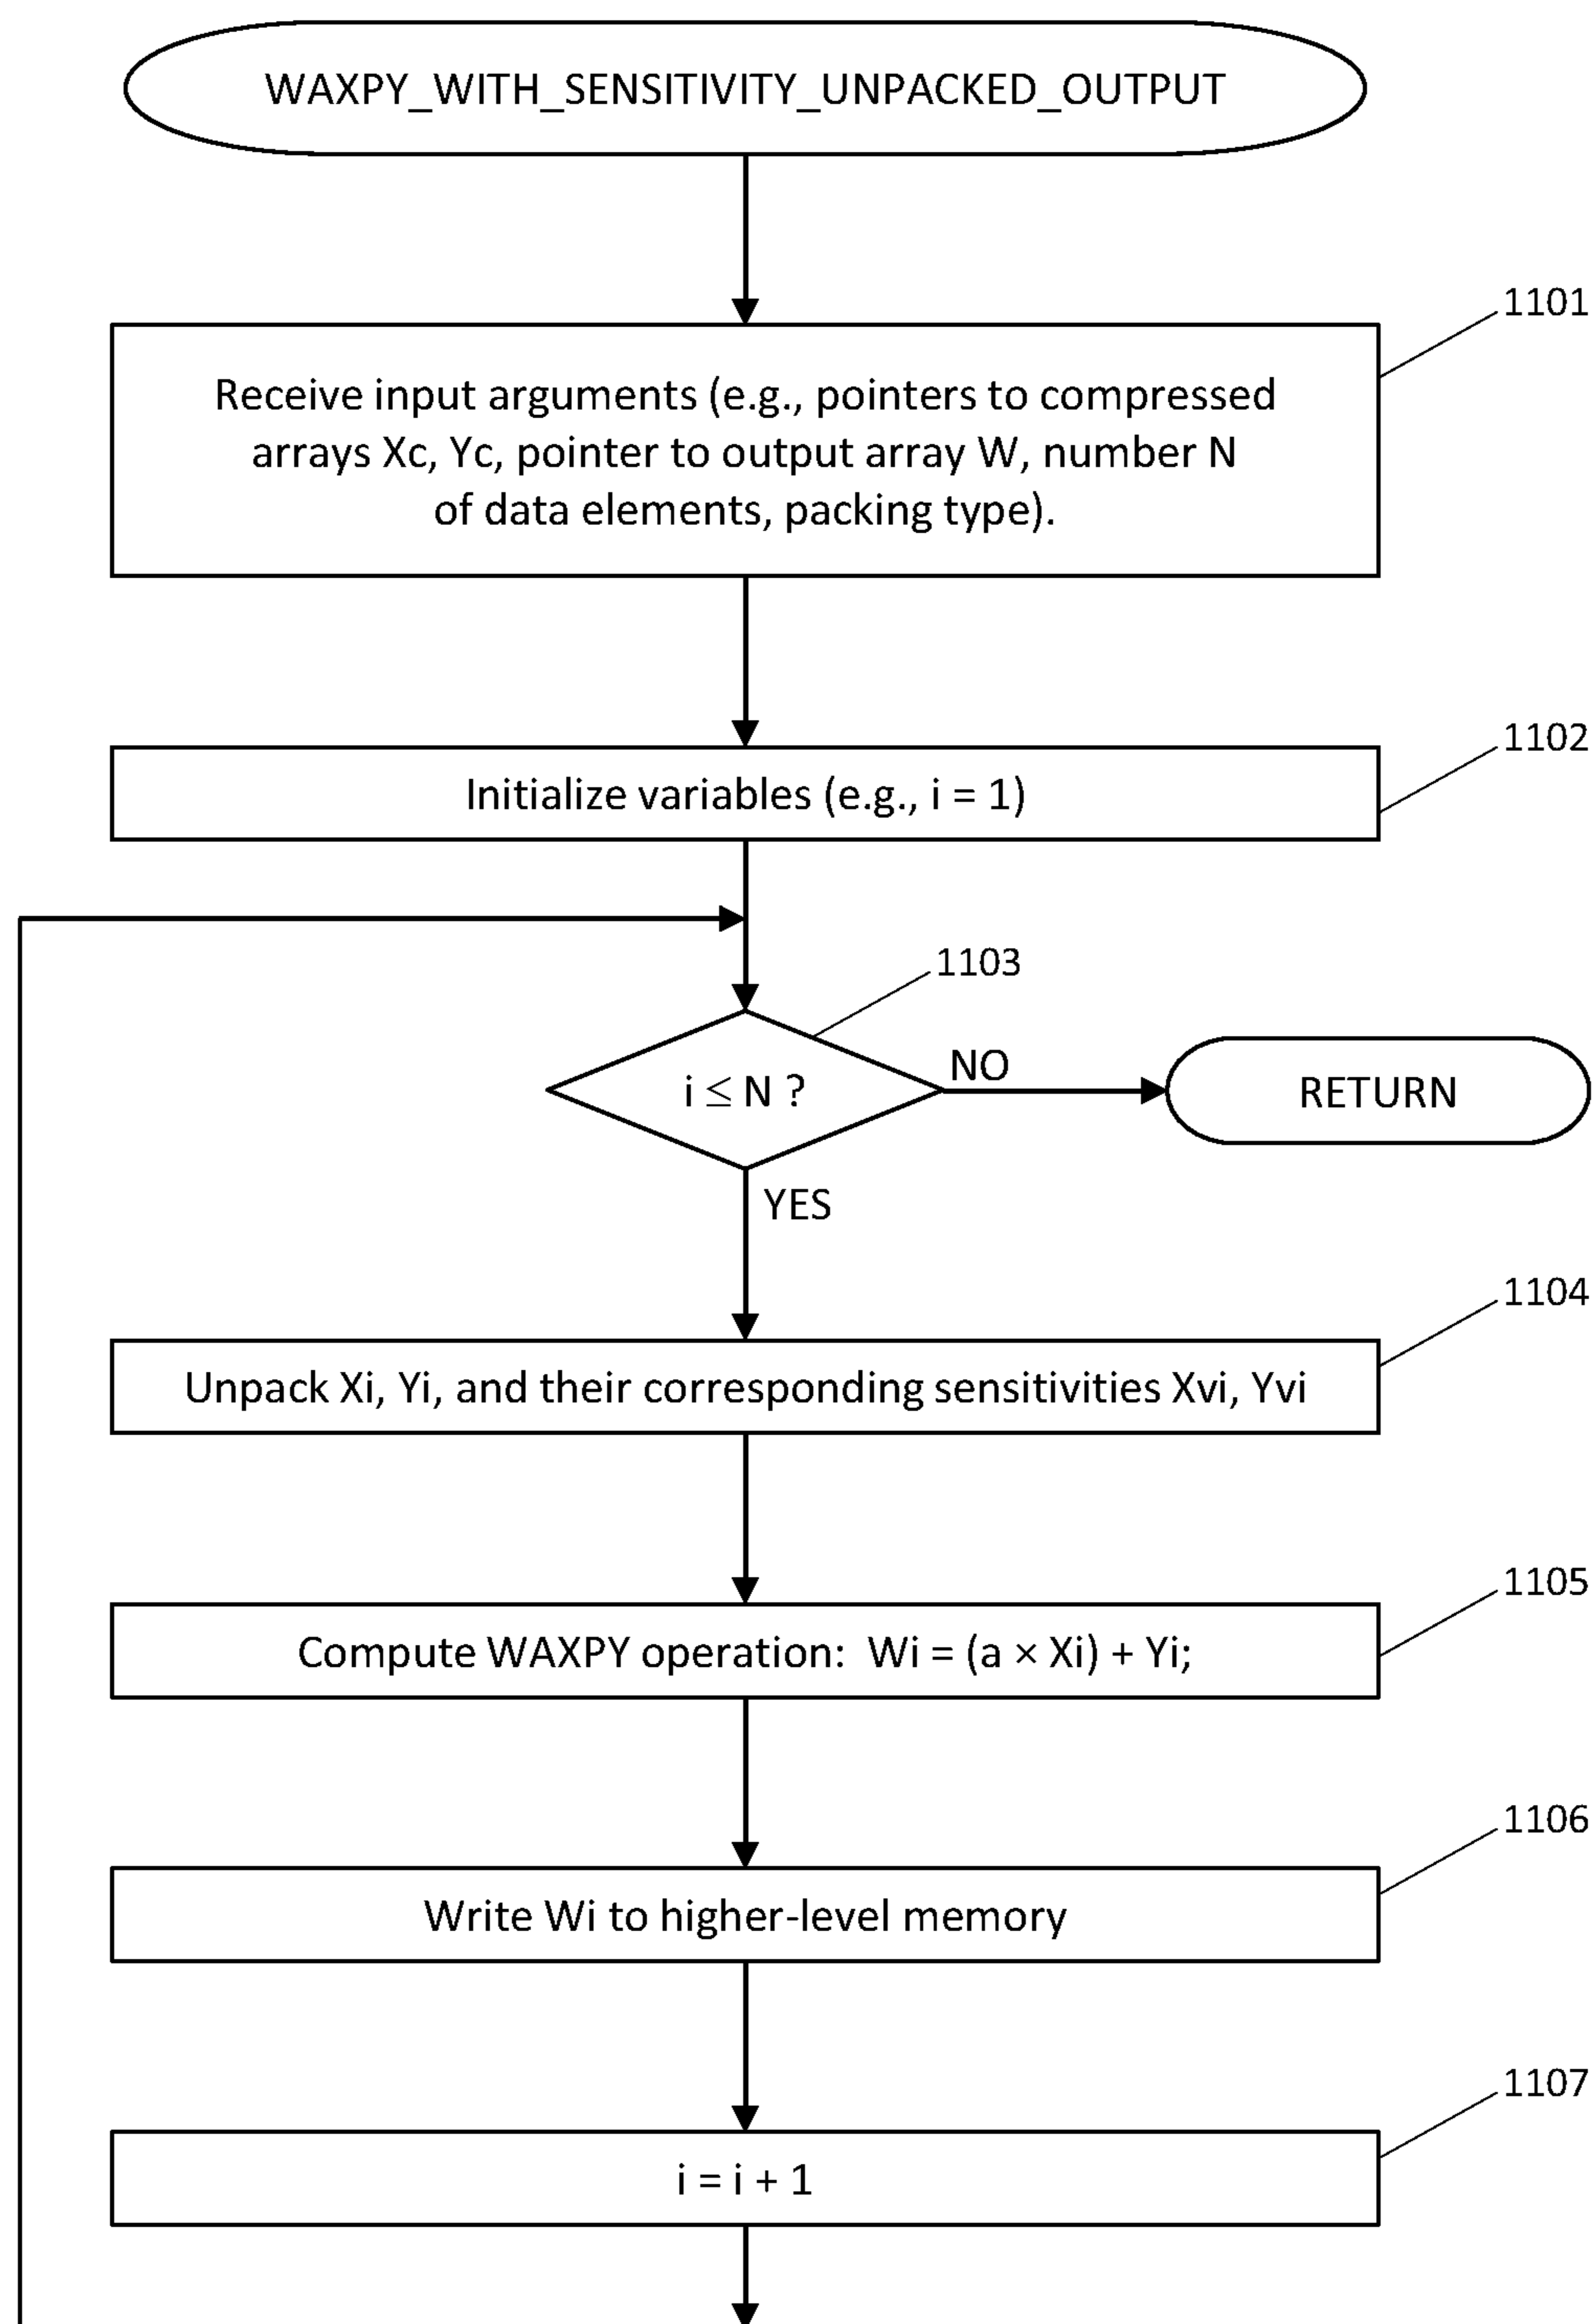 WAXPY_WITH_SENSITIVITY_UNPACKED_OUTPUT
1101
Receive input arguments (e.g., pointers to compressed
arrays Xc, Yc, pointer to output array W, number N
of data elements, packing type).
1102
Initialize variables (e.g., i = 1)
1103
i ≤ N ?
NO
RETURN
YES
1104
Unpack Xi, Yi, and their corresponding sensitivities Xvi, Yvi
1105
Compute WAXPY operation:  Wi = (a × Xi) + Yi;
1106
Write Wi to higher-level memory
1107
i = i + 1